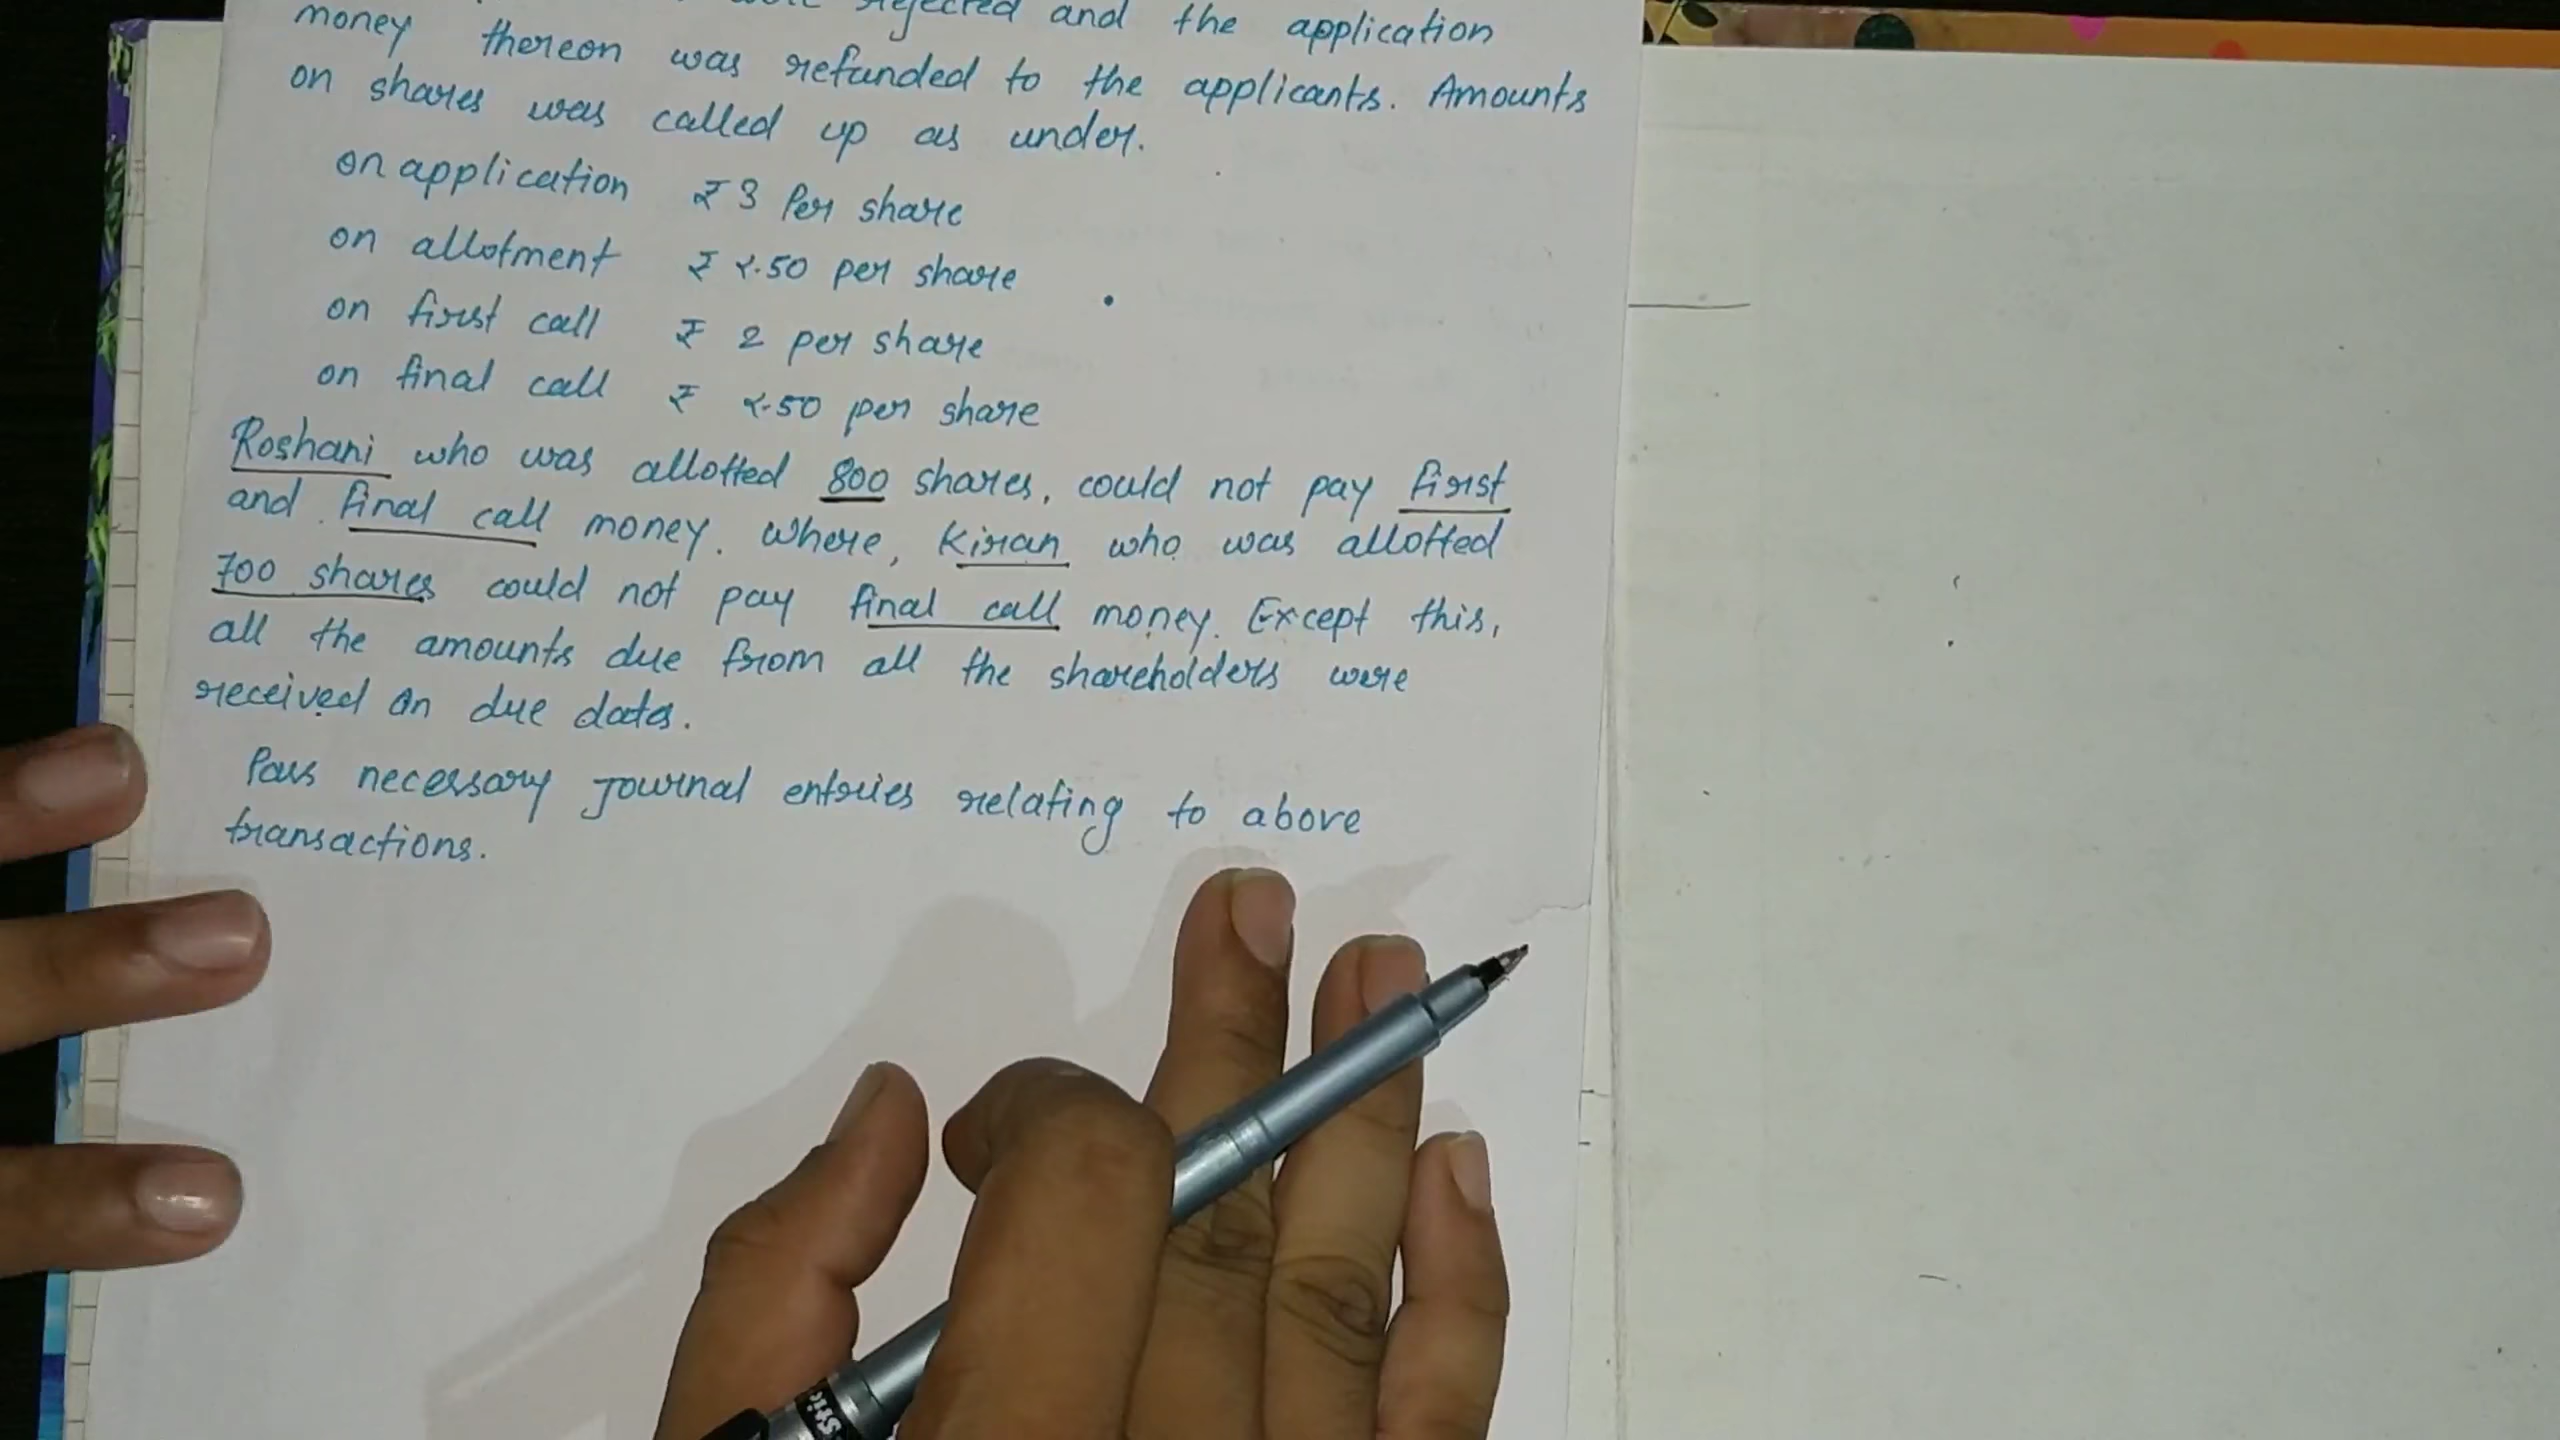 rejected and the application
money thereon was refunded to the applicants. Amounts
on shares was called up as under.
on application ₹ 3 Per share
on allotment ₹ 2.50 per share
on first call ₹ 2 per share
on final call ₹ 2.50 per share
Roshani who was allotted 800 shares, could not pay first
and final call money. Where, Kiran who was allotted
700 shares could not pay final call money. Except this,
all the amounts due from all the shareholders were
received on due dates.
Pass necessary Journal entries relating to above
transactions.